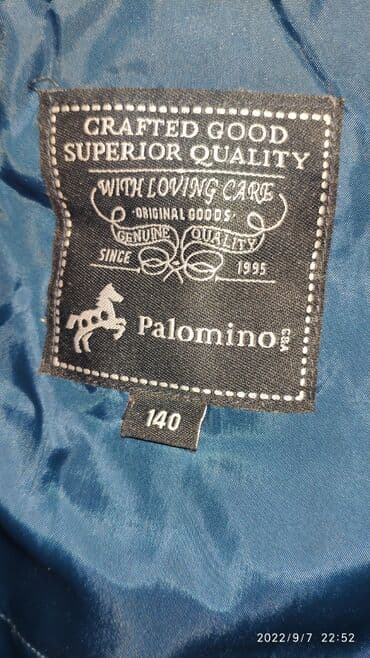 CRAFTED GOOD
SUPERIOR QUALITY
WITH LOVING CARE
·ORIGINAL GOODS·
GENUINE QUALITY
SINCE 1995
Palomino C&A
140
2022/9/7 22:52